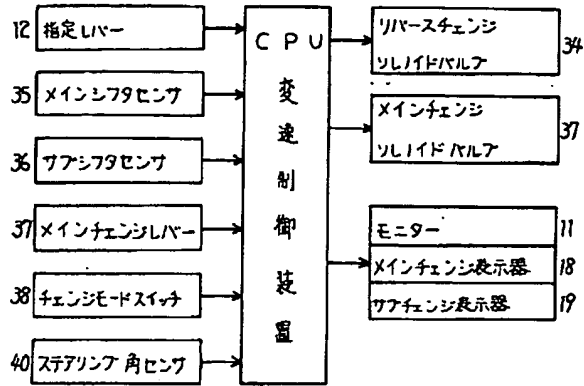 12 指定レバー
35 メインシフタセンサ
36 サブシフタセンサ
37 メインチェンジレバー
38 チェンジモードスイッチ
40 ステアリング角センサ
CPU
変速制御装置
リバースチェンジ
ソレノイドバルブ 34
メインチェンジ
ソレノイドバルブ 37
モニター 11
メインチェンジ表示器 18
サブチェンジ表示器 19